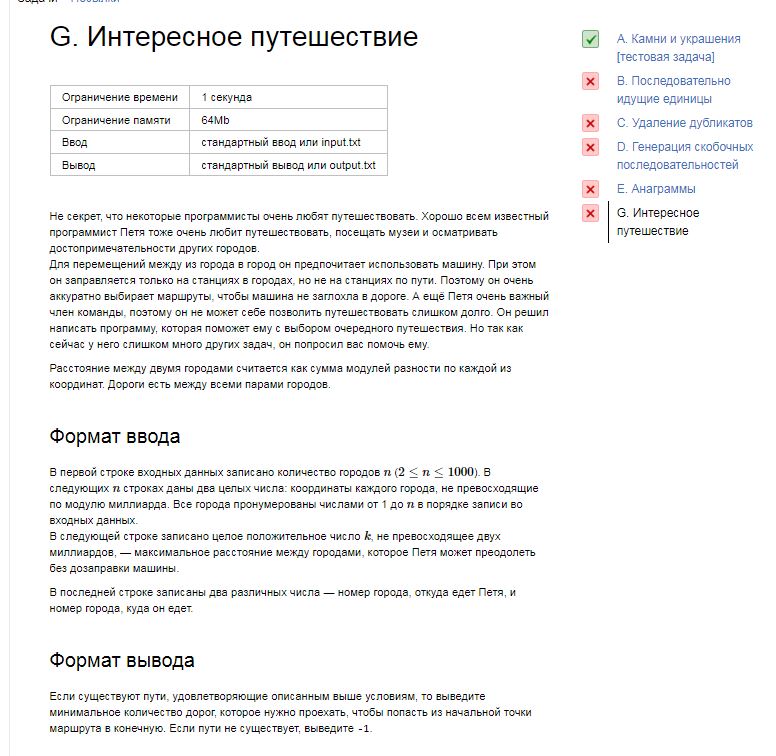 G. Интересное путешествие
Ограничение времени 1 секунда
Ограничение памяти 64Mb
Ввод стандартный ввод или input.txt
Вывод стандартный вывод или output.txt
Не секрет, что некоторые программисты очень любят путешествовать. Хорошо всем известный
программист Петя тоже очень любит путешествовать, посещать музеи и осматривать
достопримечательности других городов.
Для перемещений между из города в город он предпочитает использовать машину. При этом
он заправляется только на станциях в городах, но не на станциях по пути. Поэтому он очень
аккуратно выбирает маршруты, чтобы машина не заглохла в дороге. А ещё Петя очень важный
член команды, поэтому он не может себе позволить путешествовать слишком долго. Он решил
написать программу, которая поможет ему с выбором очередного путешествия. Но так как
сейчас у него слишком много других задач, он попросил вас помочь ему.
Расстояние между двумя городами считается как сумма модулей разности по каждой из
координат. Дороги есть между всеми парами городов.
Формат ввода
В первой строке входных данных записано количество городов n (2 ≤ n ≤ 1000). В
следующих n строках даны два целых числа: координаты каждого города, не превосходящие
по модулю миллиарда. Все города пронумерованы числами от 1 до n в порядке записи во
входных данных.
В следующей строке записано целое положительное число k, не превосходящее двух
миллиардов, — максимальное расстояние между городами, которое Петя может преодолеть
без дозаправки машины.
В последней строке записаны два различных числа — номер города, откуда едет Петя, и
номер города, куда он едет.
Формат вывода
Если существуют пути, удовлетворяющие описанным выше условиям, то выведите
минимальное количество дорог, которое нужно проехать, чтобы попасть из начальной точки
маршрута в конечную. Если пути не существует, выведите -1.
A. Камни и украшения
[тестовая задача]
B. Последовательно
идущие единицы
C. Удаление дубликатов
D. Генерация скобочных
последовательностей
E. Анаграммы
G. Интересное
путешествие